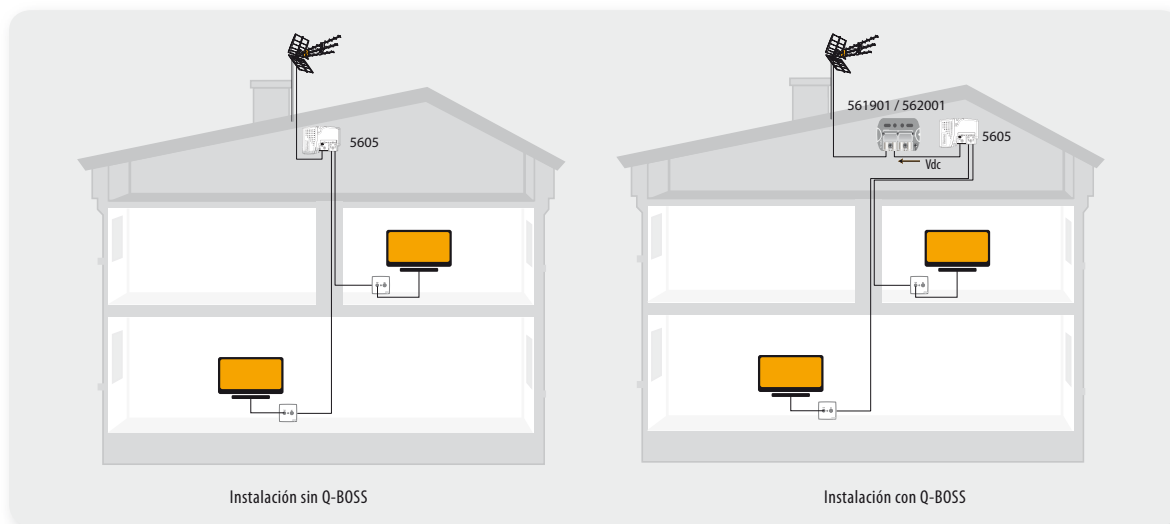 5605
561901 / 562001
5605
Vdc
Instalación sin Q-BOSS
Instalación con Q-BOSS